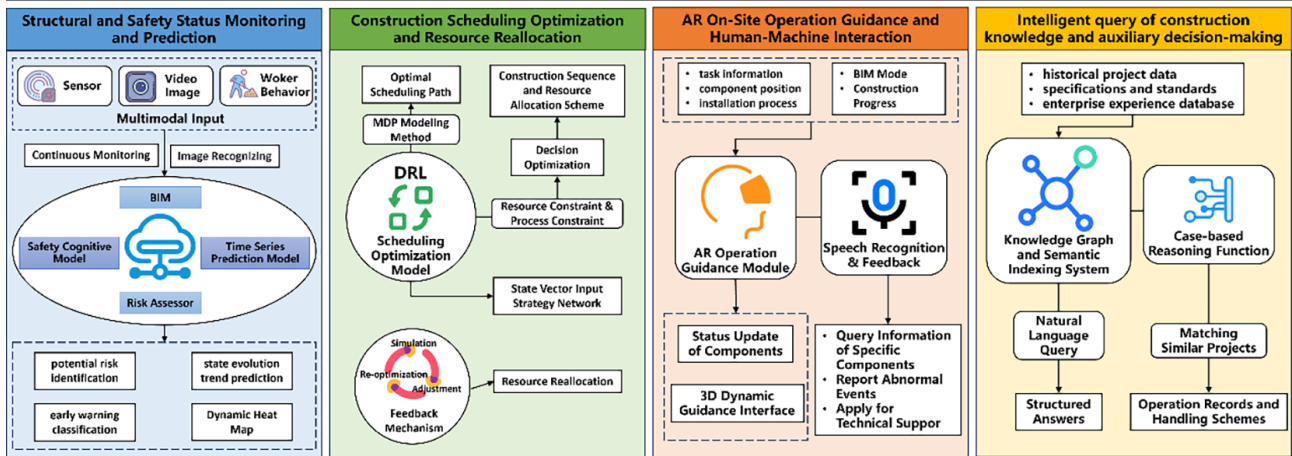 Structural and Safety Status Monitoring
and Prediction
Sensor
Video
Image
Woker
Behavior
Multimodal Input
Continuous Monitoring
Image Recognizing
BIM
Safety Cognitive
Model
Time Series
Prediction Model
Risk Assessor
potential risk
identification
state evolution
trend prediction
early warning
classification
Dynamic Heat
Map
Construction Scheduling Optimization
and Resource Reallocation
Optimal
Scheduling Path
Construction Sequence
and Resource
Allocation Scheme
MDP Modeling
Method
Decision
Optimization
DRL
Scheduling
Optimization
Model
Resource Constraint &
Process Constraint
State Vector Input
Strategy Network
Simulation
Re-optimization
Adjustment
Feedback
Mechanism
Resource Reallocation
AR On-Site Operation Guidance and
Human-Machine Interaction
• task information
• component position
• installation process
• BIM Mode
• Construction
Progress
AR Operation
Guidance Module
Speech Recognition
& Feedback
Status Update
of Components
3D Dynamic
Guidance Interface
• Query Information
of Specific
Components
• Report Abnormal
Events
• Apply for
Technical Suppor
Intelligent query of construction
knowledge and auxiliary decision-making
• historical project data
• specifications and standards
• enterprise experience database
Knowledge Graph
and Semantic
Indexing System
Case-based
Reasoning Function
Natural
Language
Query
Matching
Similar Projects
Structured
Answers
Operation Records and
Handling Schemes